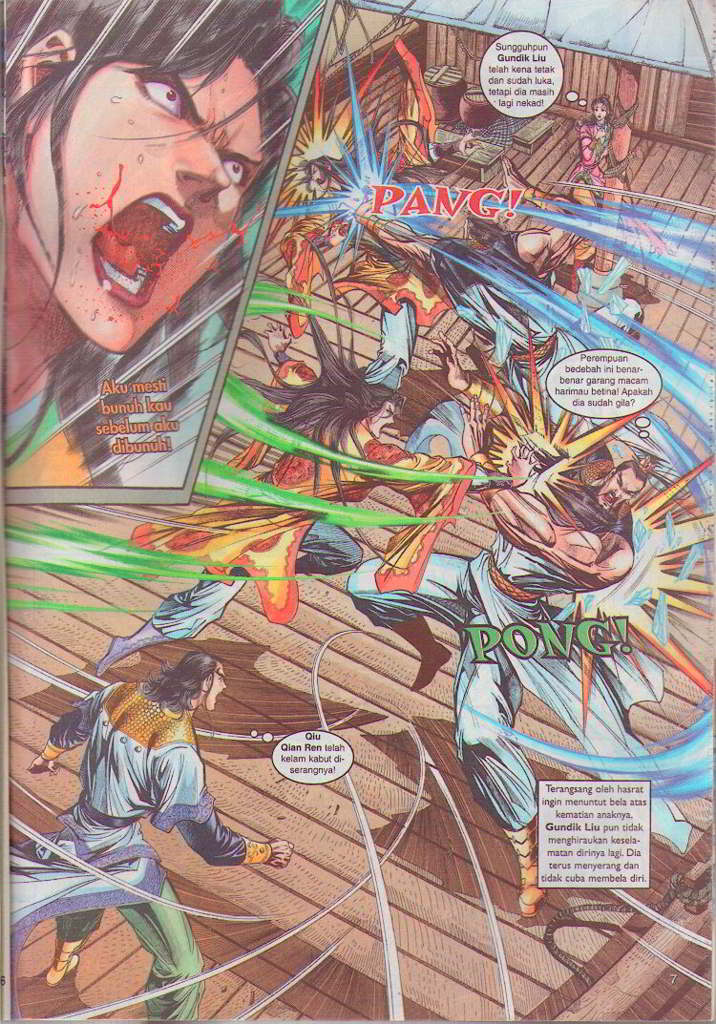 Sungguhpun
Gundik Liu
telah kena tetak
dan sudah luka,
tetapi dia masih
lagi nekad!
PANG!
Aku mesti
bunuh kau
sebelum aku
dibunuh!
Perempuan
bedebah ini benar-
benar garang macam
harimau betina! Apakah
dia sudah gila?
PONG!
Qiu
Qian Ren telah
kelam kabut di-
serangnya!
Terangsang oleh hasrat
ingin menuntut bela atas
kematian anaknya,
Gundik Liu pun tidak
menghiraukan kesela-
matan dirinya lagi. Dia
terus menyerang dan
tidak cuba membela diri.
6
7